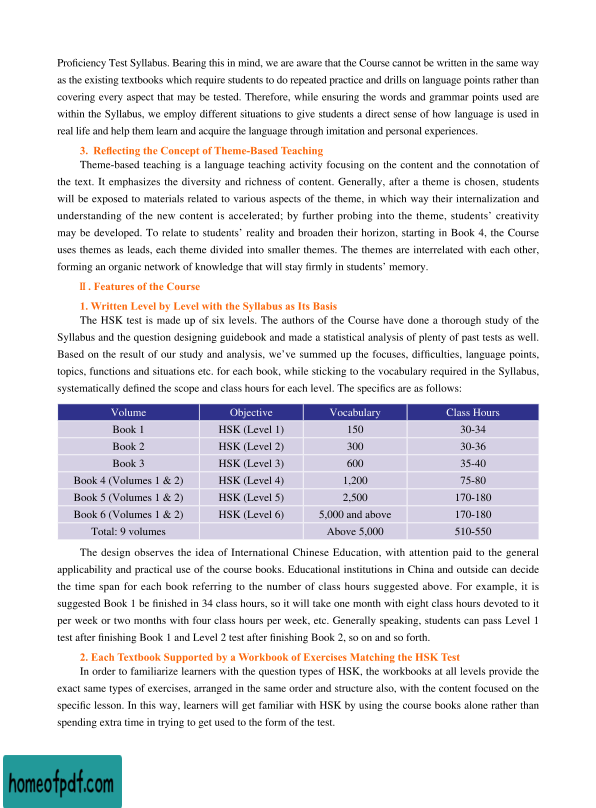 Proficiency Test Syllabus. Bearing this in mind, we are aware that the Course cannot be written in the same way
as the existing textbooks which require students to do repeated practice and drills on language points rather than
covering every aspect that may be tested. Therefore, while ensuring the words and grammar points used are
within the Syllabus, we employ different situations to give students a direct sense of how language is used in
real life and help them learn and acquire the language through imitation and personal experiences.
3. Reflecting the Concept of Theme-Based Teaching
Theme-based teaching is a language teaching activity focusing on the content and the connotation of
the text. It emphasizes the diversity and richness of content. Generally, after a theme is chosen, students
will be exposed to materials related to various aspects of the theme, in which way their internalization and
understanding of the new content is accelerated; by further probing into the theme, students' creativity
may be developed. To relate to students' reality and broaden their horizon, starting in Book 4, the Course
uses themes as leads, each theme divided into smaller themes. The themes are interrelated with each other,
forming an organic network of knowledge that will stay firmly in students' memory.
Ⅱ. Features of the Course
1. Written Level by Level with the Syllabus as Its Basis
The HSK test is made up of six levels. The authors of the Course have done a thorough study of the
Syllabus and the question designing guidebook and made a statistical analysis of plenty of past tests as well.
Based on the result of our study and analysis, we've summed up the focuses, difficulties, language points,
topics, functions and situations etc. for each book, while sticking to the vocabulary required in the Syllabus,
systematically defined the scope and class hours for each level. The specifics are as follows:
Volume Objective Vocabulary Class Hours
Book 1 HSK (Level 1) 150 30-34
Book 2 HSK (Level 2) 300 30-36
Book 3 HSK (Level 3) 600 35-40
Book 4 (Volumes 1 & 2) HSK (Level 4) 1,200 75-80
Book 5 (Volumes 1 & 2) HSK (Level 5) 2,500 170-180
Book 6 (Volumes 1 & 2) HSK (Level 6) 5,000 and above 170-180
Total: 9 volumes Above 5,000 510-550
The design observes the idea of International Chinese Education, with attention paid to the general
applicability and practical use of the course books. Educational institutions in China and outside can decide
the time span for each book referring to the number of class hours suggested above. For example, it is
suggested Book 1 be finished in 34 class hours, so it will take one month with eight class hours devoted to it
per week or two months with four class hours per week, etc. Generally speaking, students can pass Level 1
test after finishing Book 1 and Level 2 test after finishing Book 2, so on and so forth.
2. Each Textbook Supported by a Workbook of Exercises Matching the HSK Test
In order to familiarize learners with the question types of HSK, the workbooks at all levels provide the
exact same types of exercises, arranged in the same order and structure also, with the content focused on the
specific lesson. In this way, learners will get familiar with HSK by using the course books alone rather than
spending extra time in trying to get used to the form of the test.
homeofpdf.com